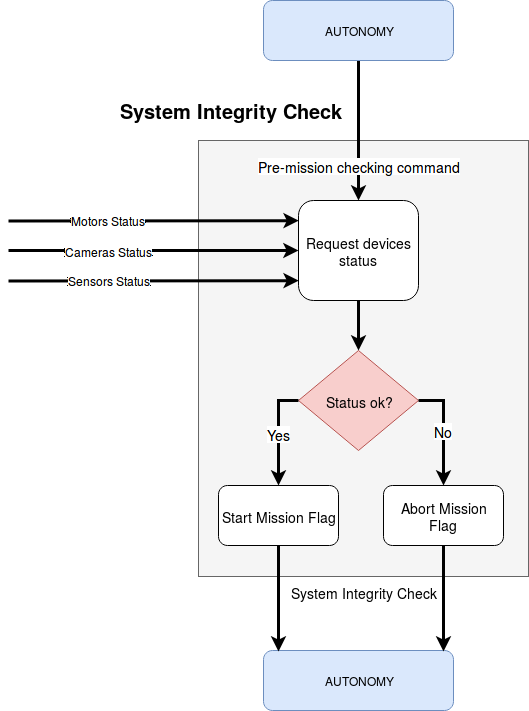 AUTONOMY
System Integrity Check
Pre-mission checking command
Motors Status
Cameras Status
Sensors Status
Request devices
status
Status ok?
Yes
No
Start Mission Flag
Abort Mission
Flag
System Integrity Check
AUTONOMY